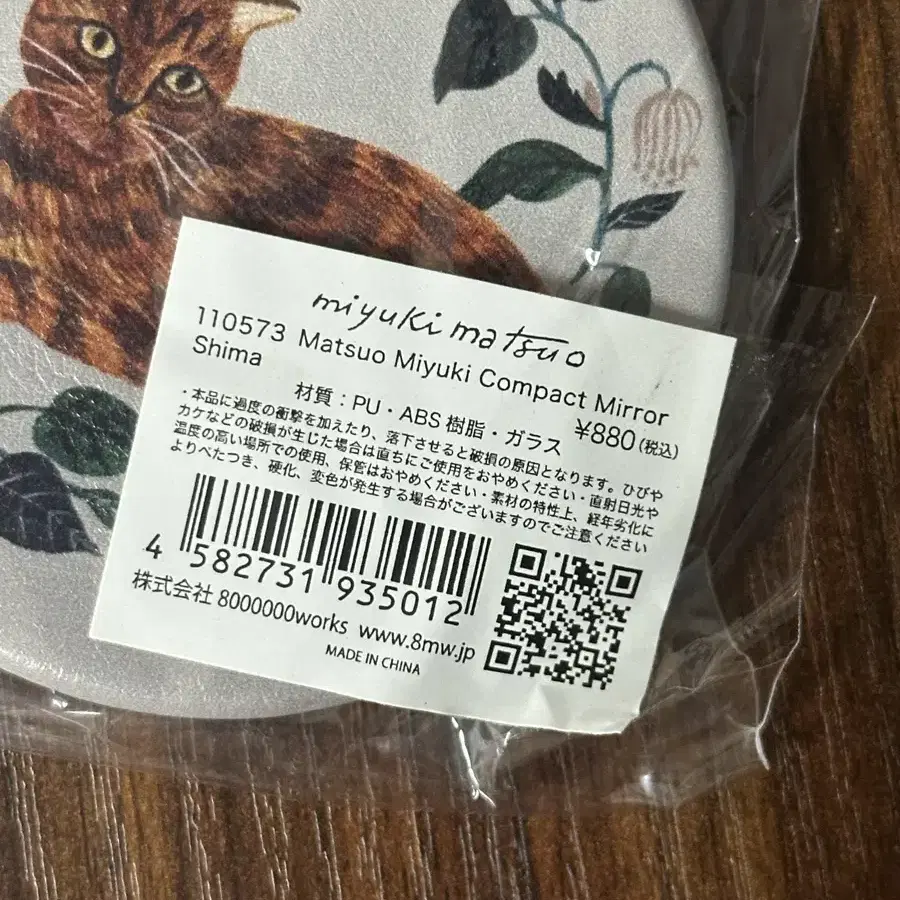 miyuki matsuo
110573 Matsuo Miyuki Compact Mirror
Shima
材質：PU・ABS 樹脂・ガラス ¥880(税込)
・本品に過度の衝撃を加えたり、落下させると破損の原因となります。ひびや
カケなどの破損が生じた場合は直ちにご使用をおやめください・直射日光や
温度の高い場所での使用、保管はおやめください・素材の特性上、経年劣化に
よりべたつき、硬化、変色が発生する場合がございますのでご注意ください
4 582731 935012
株式会社 8000000works www.8mw.jp
MADE IN CHINA